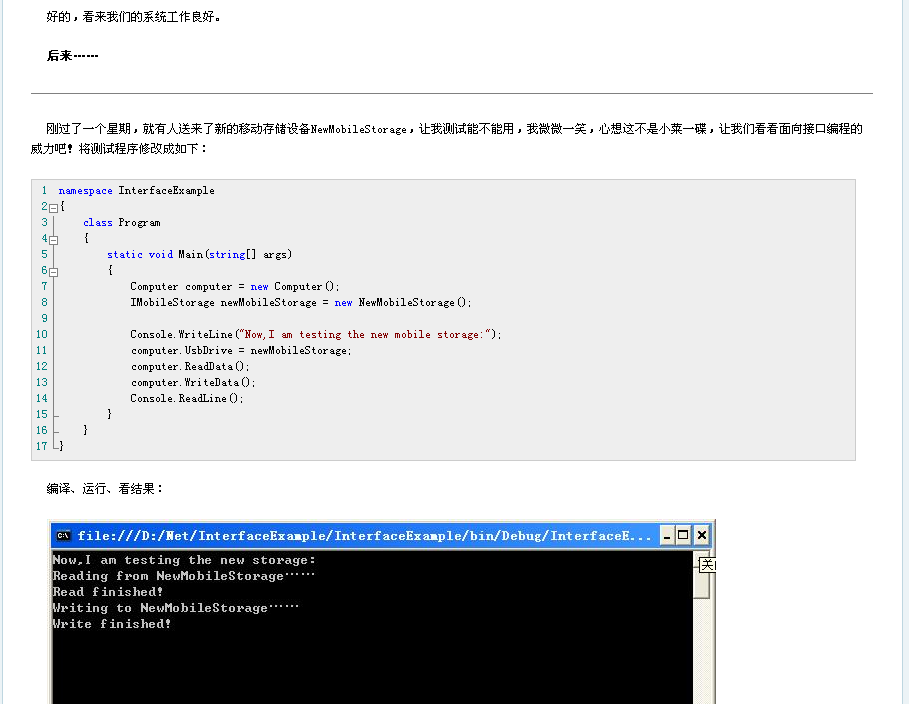 好的，看来我们的系统工作良好。
后来······
刚过了一个星期，就有人送来了新的移动存储设备NewMobileStorage，让我测试能不能用，我微微一笑，心想这不是小菜一碟，让我们看看面向接口编程的
威力吧！将测试程序修改成如下：
1 namespace InterfaceExample
2 {
3 class Program
4 {
5 static void Main(string[] args)
6 {
7 Computer computer = new Computer();
8 IMobileStorage newMobileStorage = new NewMobileStorage();
9
10 Console.WriteLine("Now,I am testing the new mobile storage:");
11 computer.UsbDrive = newMobileStorage;
12 computer.ReadData();
13 computer.WriteData();
14 Console.ReadLine();
15 }
16 }
17 }
编译、运行、看结果：
file:///D:/Net/InterfaceExample/InterfaceExample/bin/Debug/InterfaceE...
Now,I am testing the new storage:
Reading from NewMobileStorage······
Read finished!
Writing to NewMobileStorage······
Write finished!
关